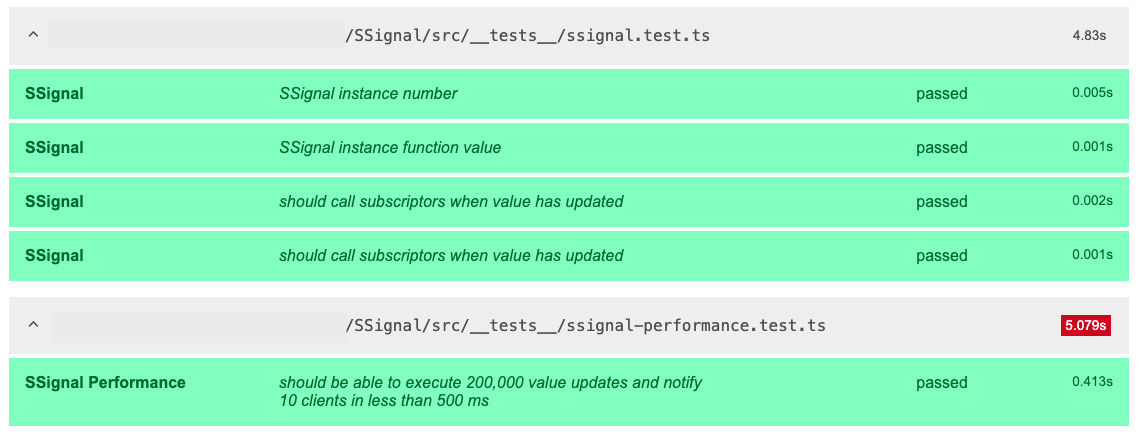 /SSignal/src/__tests__/ssignal.test.ts 4.83s
SSignal SSignal instance number passed 0.005s
SSignal SSignal instance function value passed 0.001s
SSignal should call subscriptors when value has updated passed 0.002s
SSignal should call subscriptors when value has updated passed 0.001s
/SSignal/src/__tests__/ssignal-performance.test.ts 5.079s
SSignal Performance should be able to execute 200,000 value updates and notify passed 0.413s
10 clients in less than 500 ms